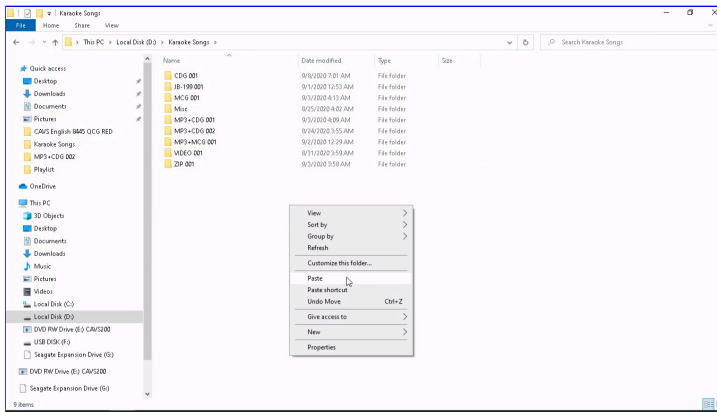 Karaoke Songs
File Home Share View
This PC > Local Disk (D:) > Karaoke Songs >
Search Karaoke Songs
Name Date modified Type Size
CDG 001 9/8/2020 7:01 AM File folder
JB-199 001 9/1/2020 12:53 AM File folder
MCG 001 9/3/2020 4:13 AM File folder
Misc 8/25/2020 4:02 AM File folder
MP3+CDG 001 9/3/2020 4:09 AM File folder
MP3+CDG 002 8/24/2020 3:55 AM File folder
MP3+MCG 001 9/2/2020 12:29 AM File folder
VIDEO 001 8/31/2020 3:59 AM File folder
ZIP 001 9/3/2020 3:58 AM File folder
Quick access
Desktop
Downloads
Documents
Pictures
CAVS English 8445 QCG RED
Karaoke Songs
MP3+CDG 002
Playlist
OneDrive
This PC
3D Objects
Desktop
Documents
Downloads
Music
Pictures
Videos
Local Disk (C:)
Local Disk (D:)
DVD RW Drive (E:) CAVS200
USB DISK (F:)
Seagate Expansion Drive (G:)
DVD RW Drive (E:) CAVS200
Seagate Expansion Drive (G:)
View
Sort by
Group by
Refresh
Customize this folder...
Paste
Paste shortcut
Undo Move Ctrl+Z
Give access to
New
Properties
9 items